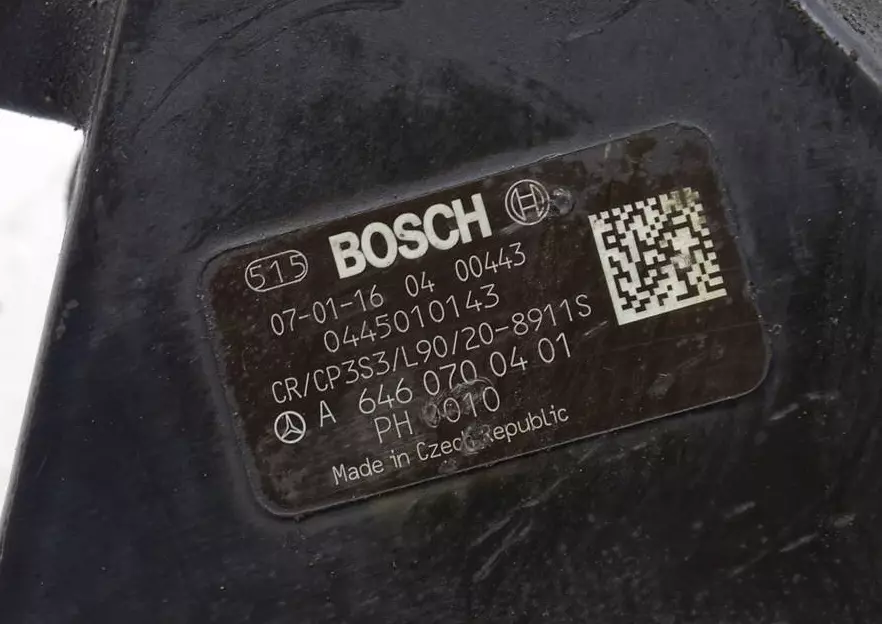 515 BOSCH
07-01-16 04 00443
0445010143
CR/CP3S3/L90/20-8911S
A 646 070 04 01
PH 0010
Made in Czech Republic